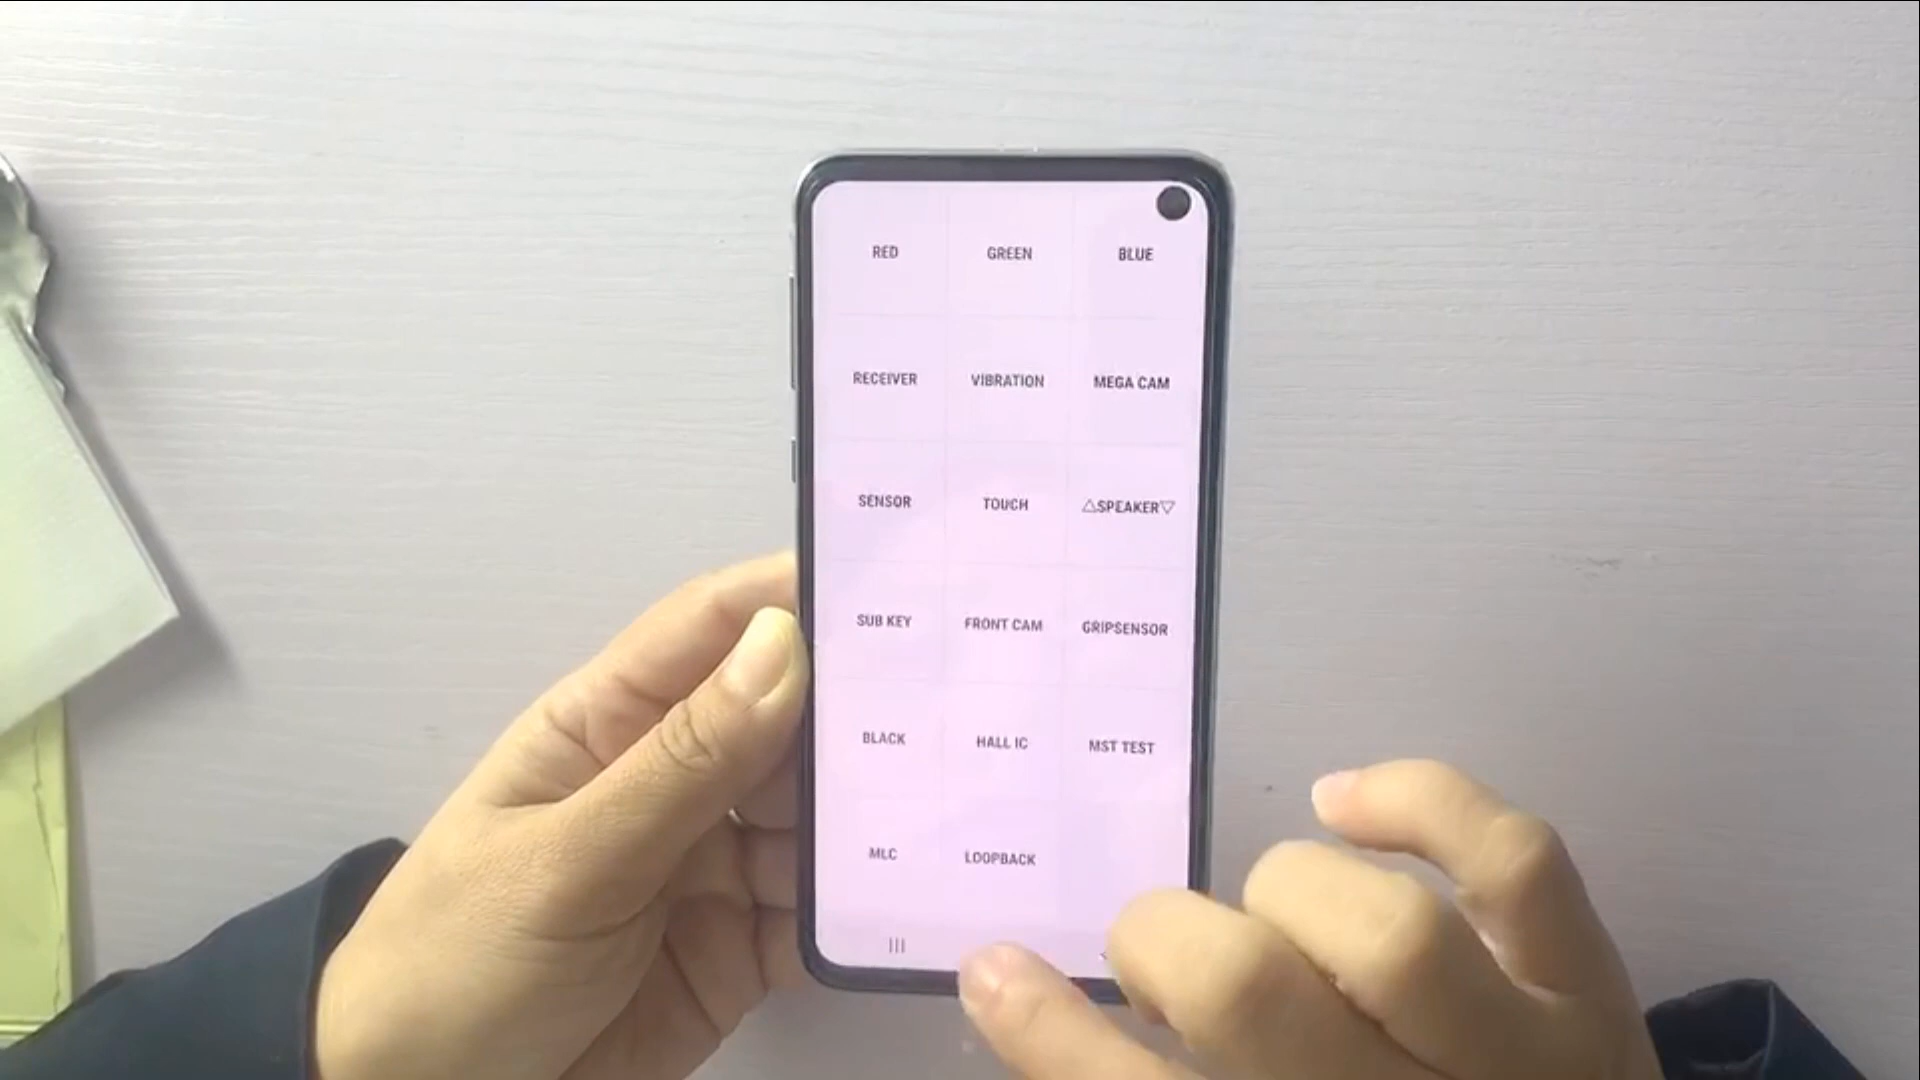 RED GREEN BLUE
RECEIVER VIBRATION MEGA CAM
SENSOR TOUCH △SPEAKER▽
SUB KEY FRONT CAM GRIPSENSOR
BLACK HALL IC MST TEST
MLC LOOPBACK